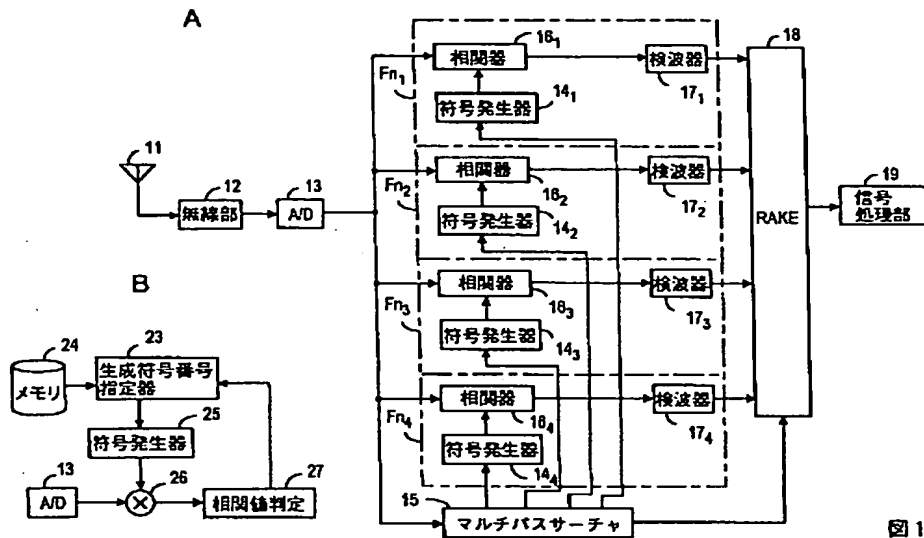 A
11
12
無線部
13
A/D
Fn1
相関器
161
符号発生器
141
検波器
171
Fn2
相関器
162
符号発生器
142
検波器
172
Fn3
相関器
163
符号発生器
143
検波器
173
Fn4
相関器
164
符号発生器
144
検波器
174
15
マルチパスサーチャ
18
RAKE
19
信号
処理部
B
24
メモリ
23
生成符号番号
指定器
25
符号発生器
13
A/D
26
27
相関値判定
図1